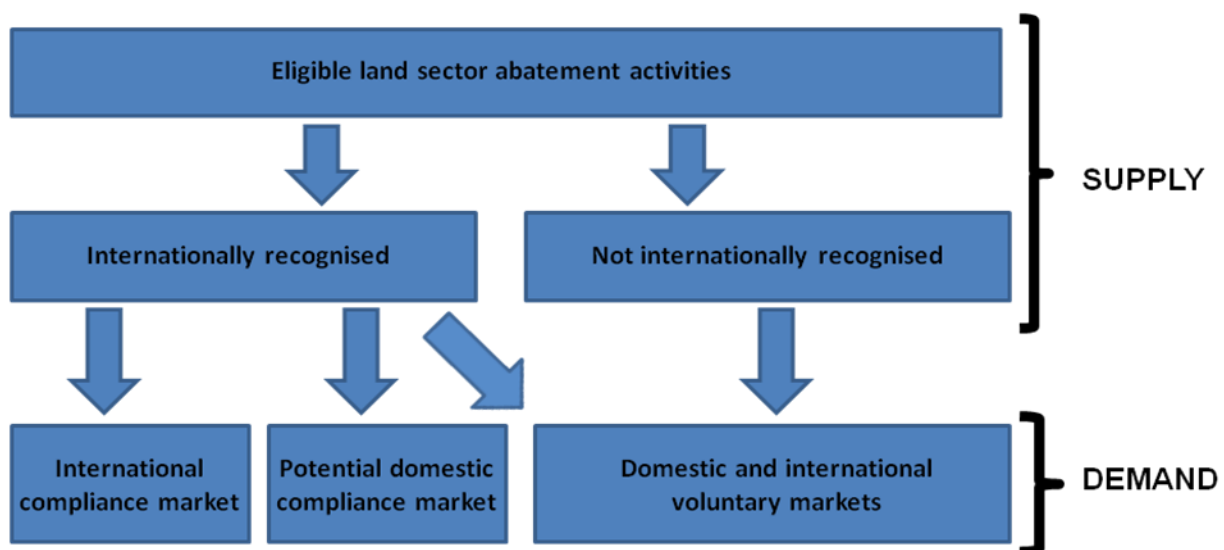 Eligible land sector abatement activities
SUPPLY
Internationally recognised
Not internationally recognised
International
compliance market
Potential domestic
compliance market
Domestic and international
voluntary markets
DEMAND